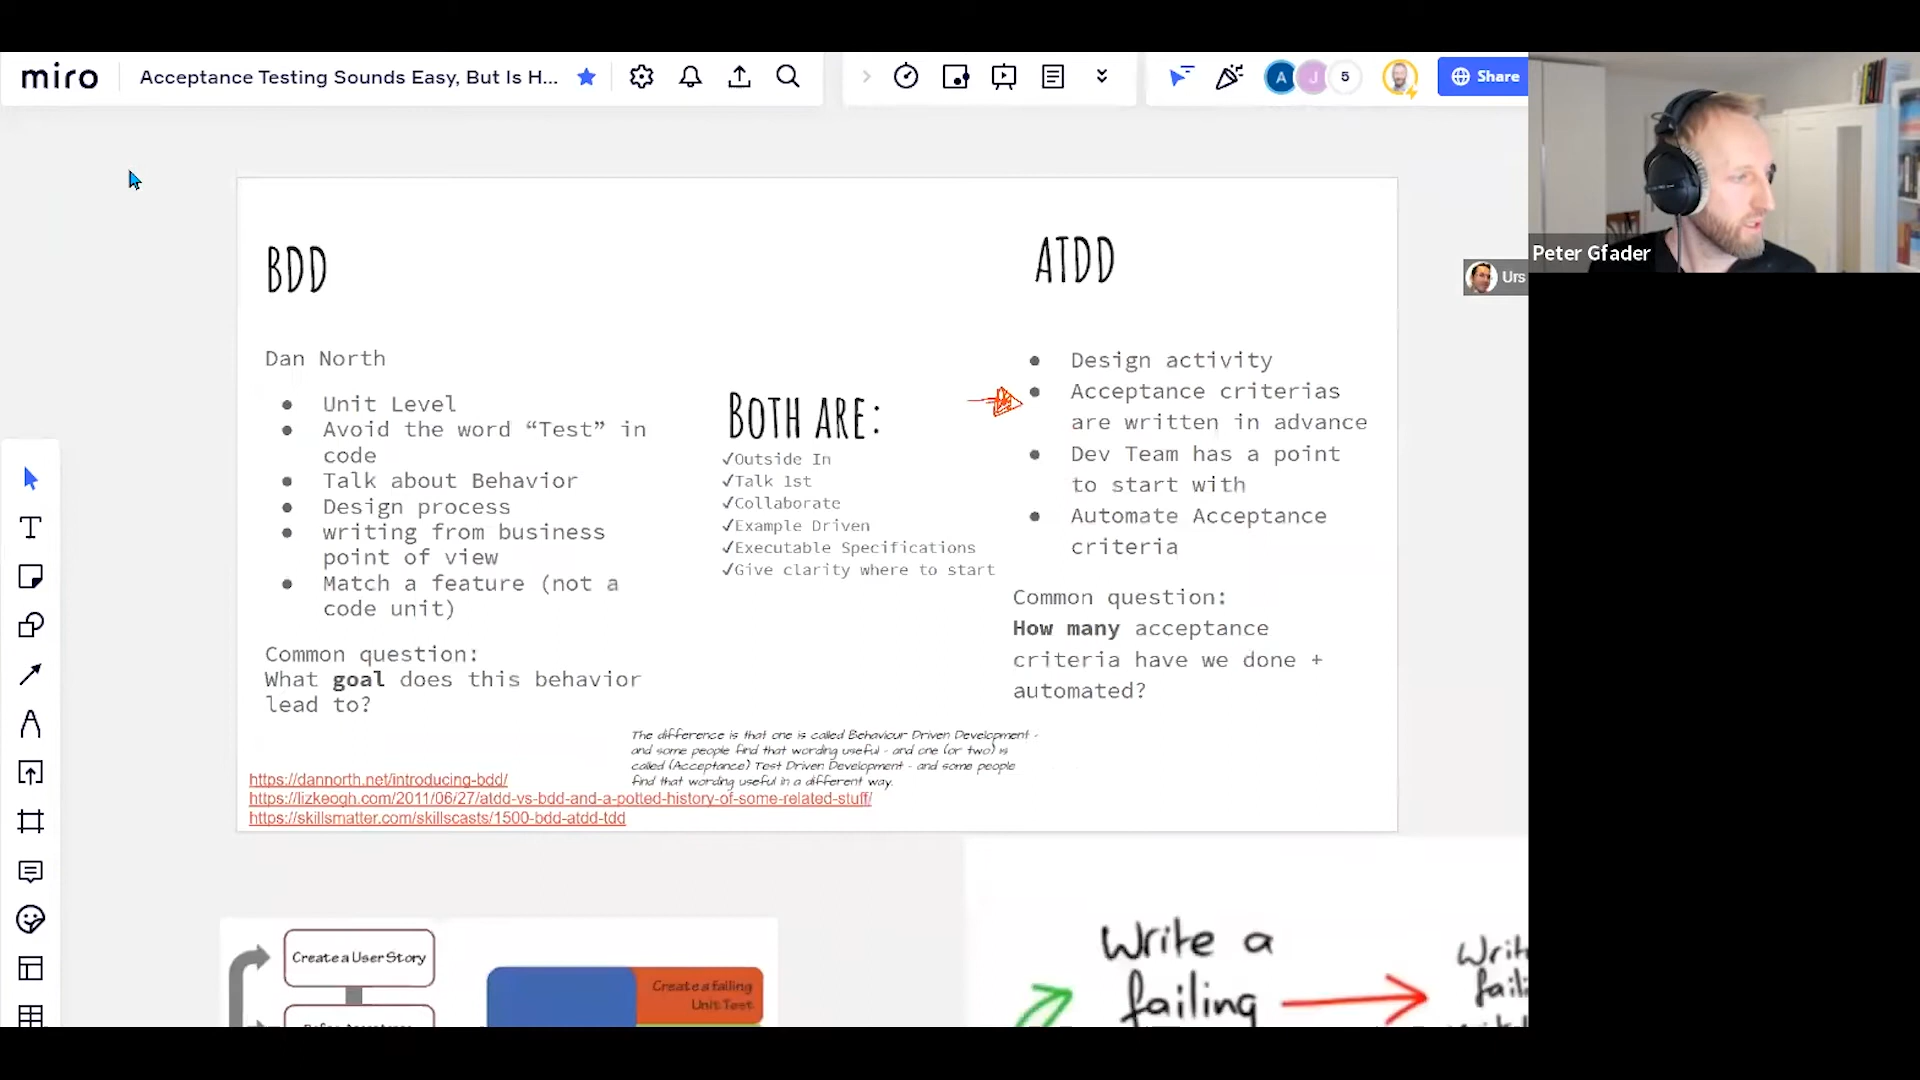 miro
Acceptance Testing Sounds Easy, But Is H...
A
J
5
Share
Peter Gfader
Urs
BDD
Dan North
● Unit Level
● Avoid the word “Test” in
code
● Talk about Behavior
● Design process
● writing from business
point of view
● Match a feature (not a
code unit)
Common question:
What goal does this behavior
lead to?
BOTH ARE:
✓Outside In
✓Talk 1st
✓Collaborate
✓Example Driven
✓Executable Specifications
✓Give clarity where to start
ATDD
● Design activity
● Acceptance criterias
are written in advance
● Dev Team has a point
to start with
● Automate Acceptance
criteria
Common question:
How many acceptance
criteria have we done +
automated?
The difference is that one is called Behaviour Driven Development -
and some people find that wording useful - and one (or two) is
called (Acceptance) Test Driven Development - and some people
find that wording useful in a different way.
https://dannorth.net/introducing-bdd/
https://lizkeogh.com/2011/06/27/atdd-vs-bdd-and-a-potted-history-of-some-related-stuff/
https://skillsmatter.com/skillscasts/1500-bdd-atdd-tdd
Create a User Story
Create a failing
Unit Test
Write a
failing